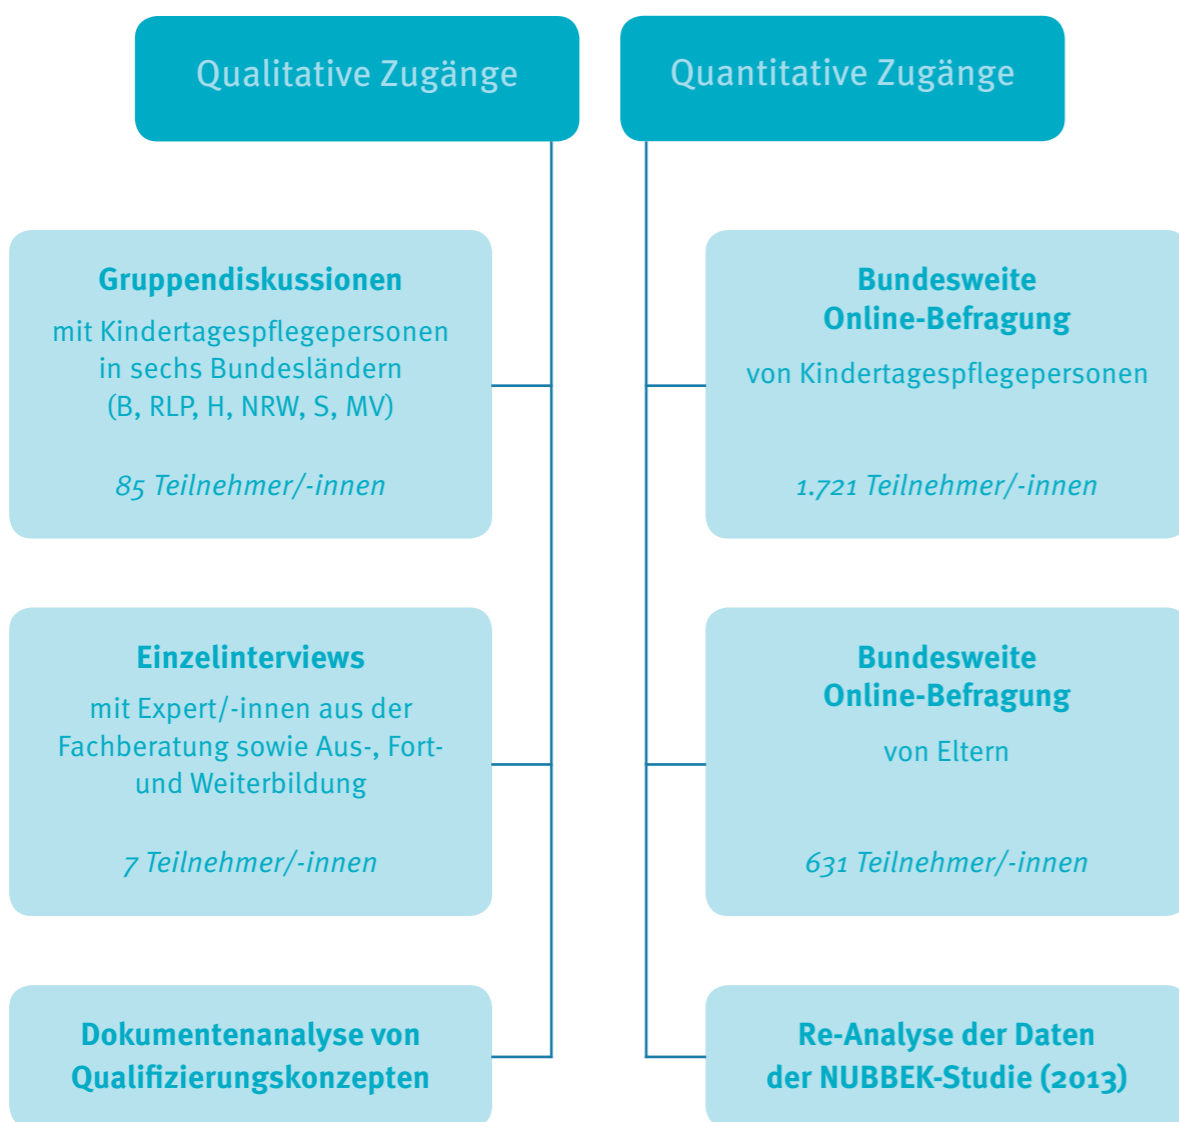 Qualitative Zugänge
Gruppendiskussionen
mit Kindertagespflegepersonen
in sechs Bundesländern
(B, RLP, H, NRW, S, MV)
85 Teilnehmer/-innen
Einzelinterviews
mit Expert/-innen aus der
Fachberatung sowie Aus-, Fort-
und Weiterbildung
7 Teilnehmer/-innen
Dokumentenanalyse von
Qualifizierungskonzepten
Quantitative Zugänge
Bundesweite
Online-Befragung
von Kindertagespflegepersonen
1.721 Teilnehmer/-innen
Bundesweite
Online-Befragung
von Eltern
631 Teilnehmer/-innen
Re-Analyse der Daten
der NUBBEK-Studie (2013)